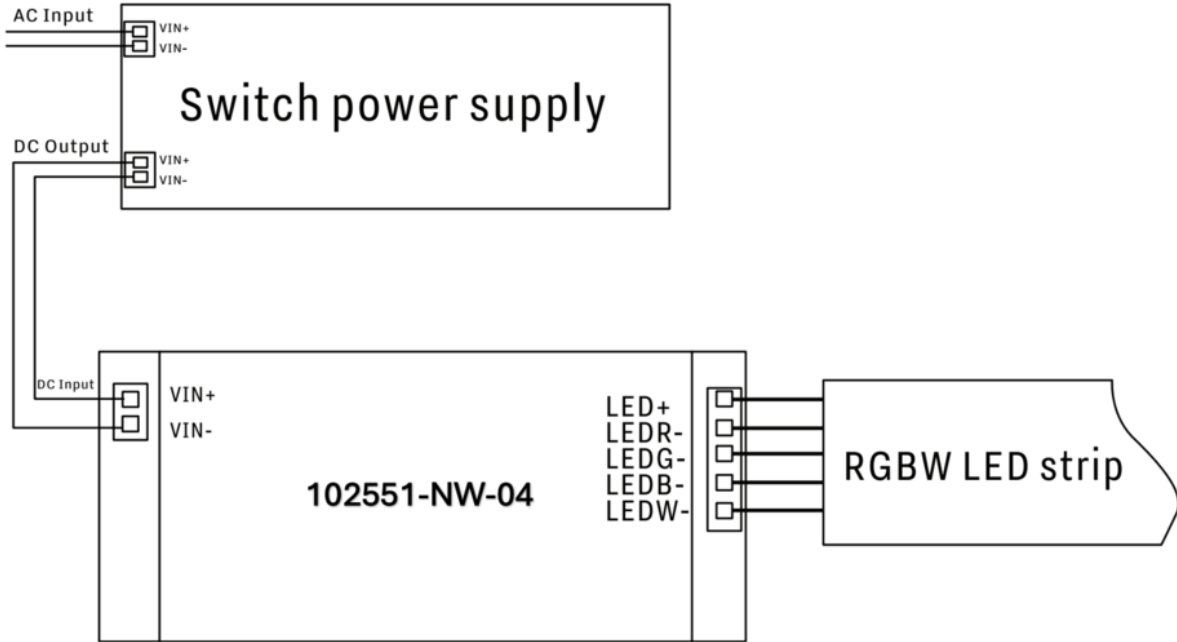 AC Input
VIN+
VIN-
Switch power supply
DC Output
VIN+
VIN-
DC Input
VIN+
VIN-
LED+
LEDR-
LEDG-
LEDB-
LEDW-
102551-NW-04
RGBW LED strip